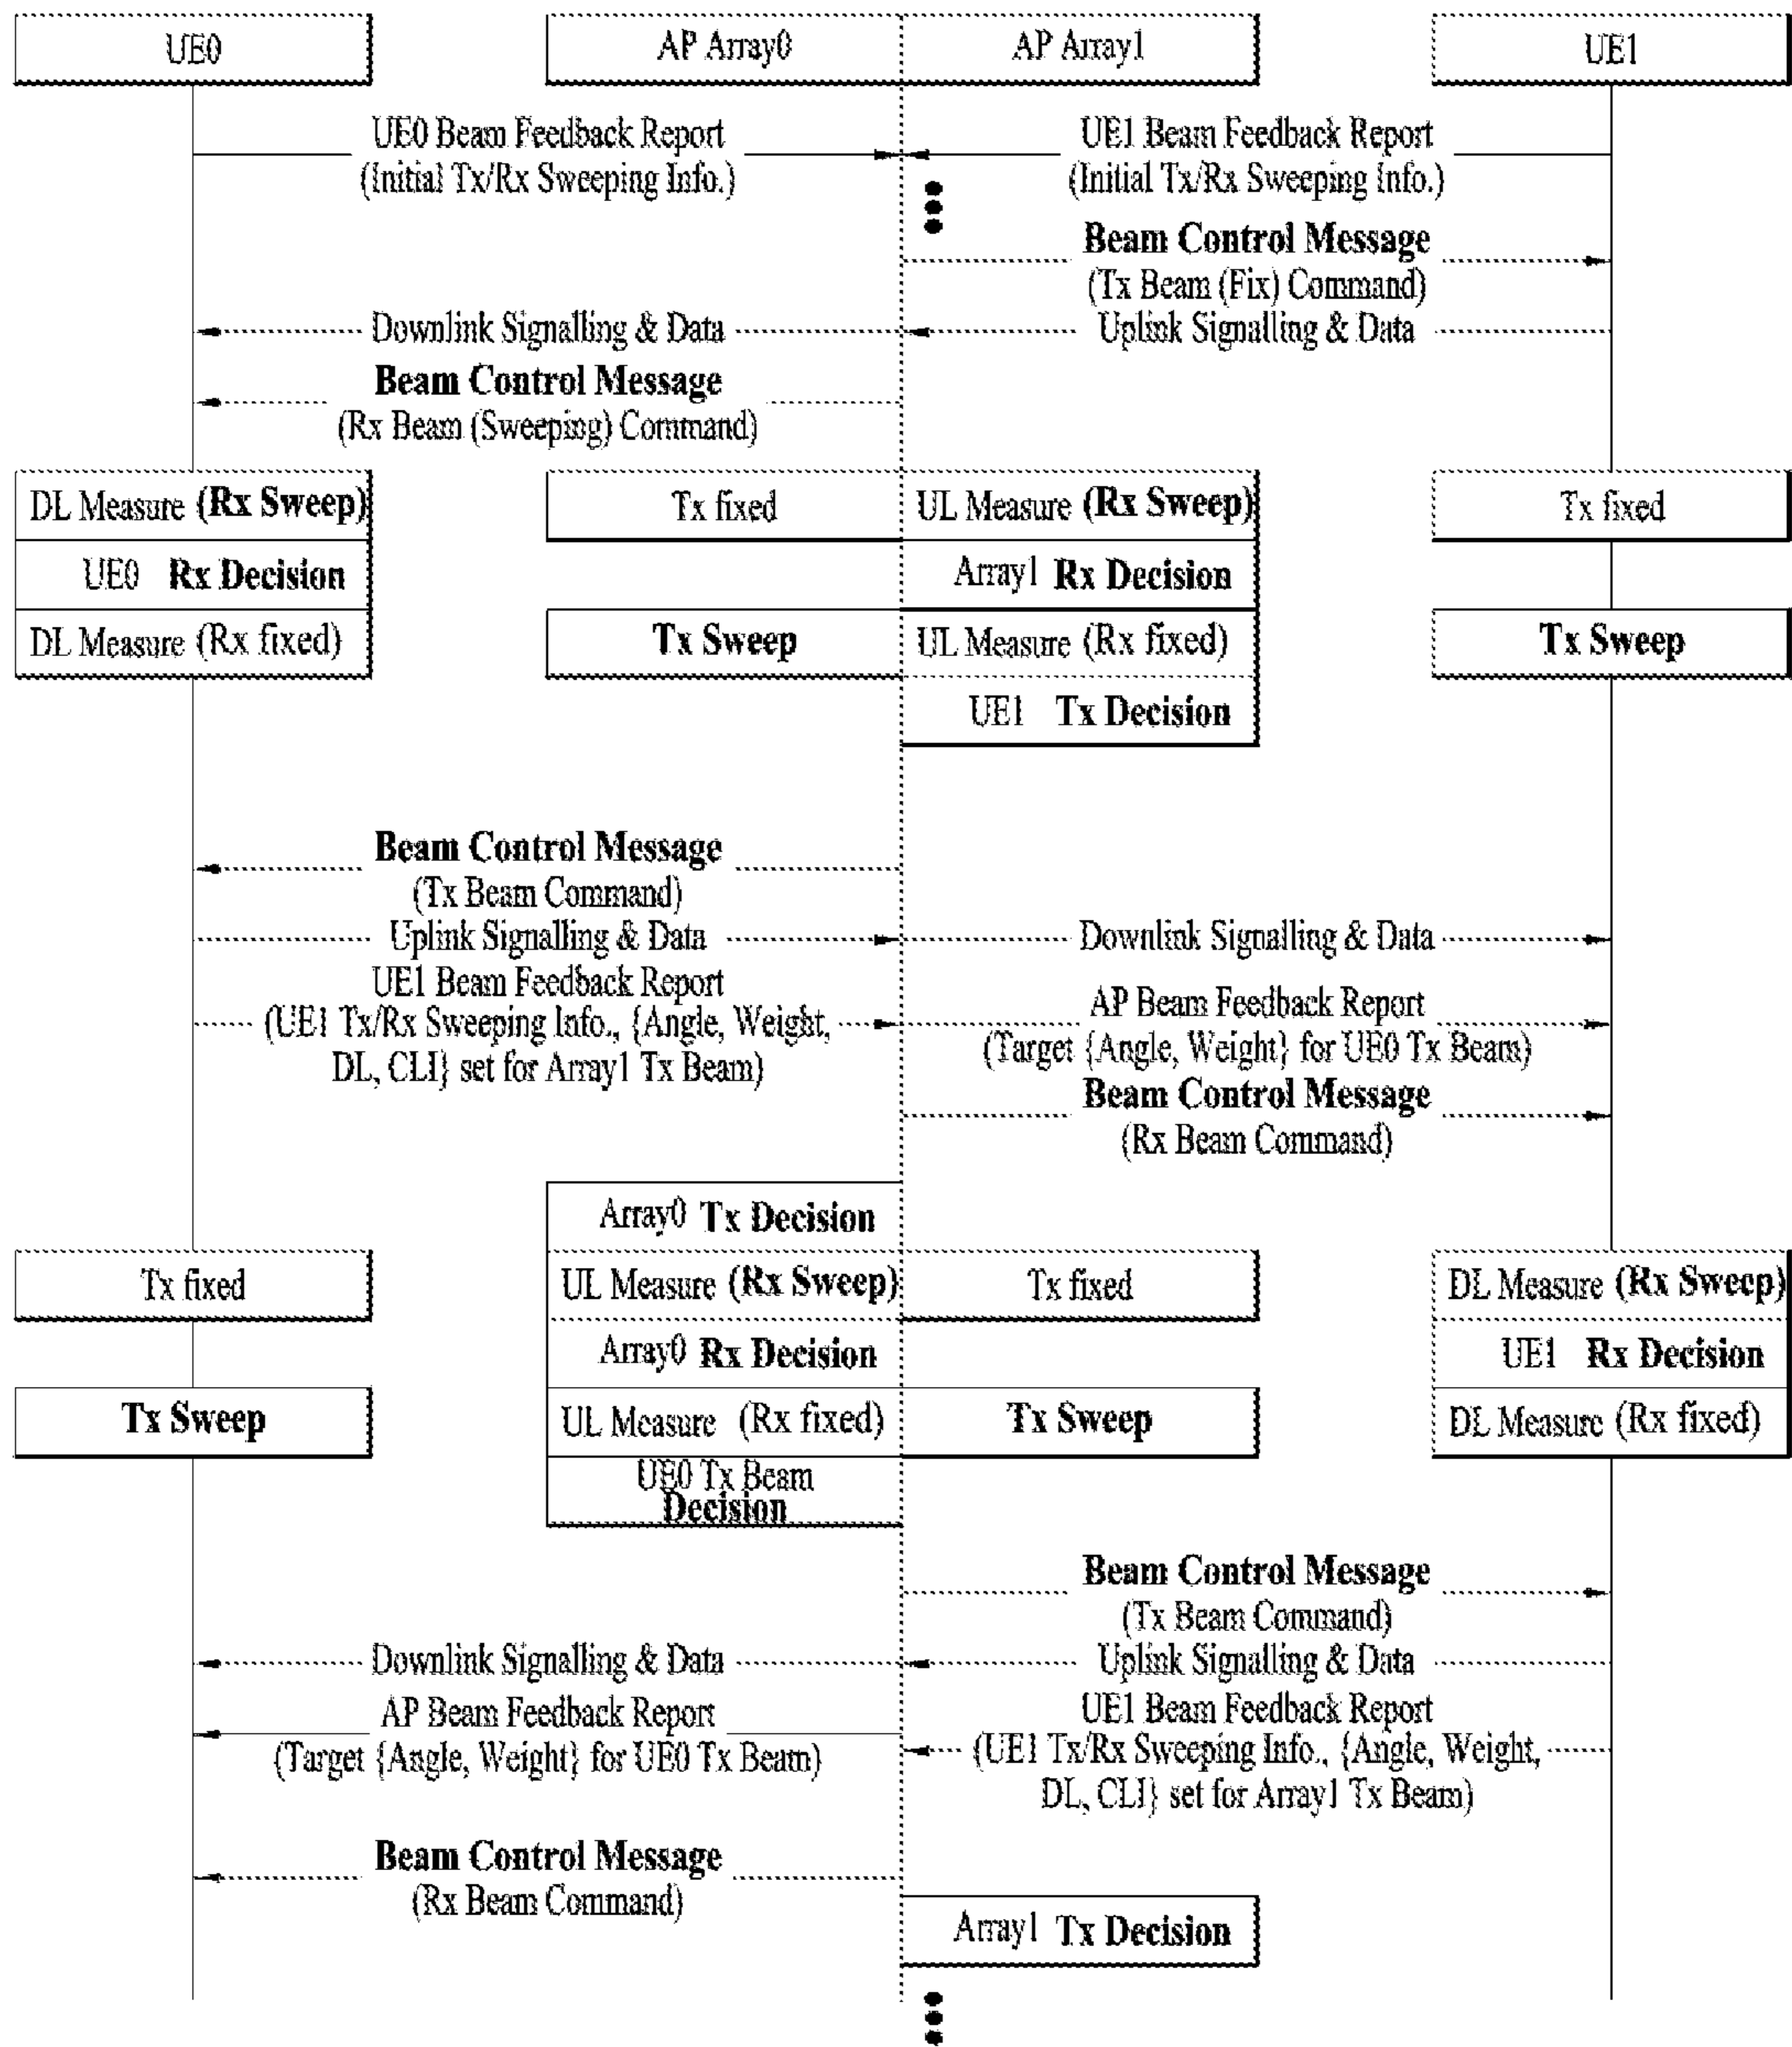 UE0
AP Array0
AP Array1
UE1
UE0 Beam Feedback Report
(Initial Tx/Rx Sweeping Info.)
UE1 Beam Feedback Report
(Initial Tx/Rx Sweeping Info.)
Beam Control Message
(Tx Beam (Fix) Command)
Downlink Signalling & Data
Uplink Signalling & Data
Beam Control Message
(Rx Beam (Sweeping) Command)
DL Measure (Rx Sweep)
Tx fixed
UL Measure (Rx Sweep)
Tx fixed
UE0 Rx Decision
Array1 Rx Decision
DL Measure (Rx fixed)
Tx Sweep
UL Measure (Rx fixed)
Tx Sweep
UE1 Tx Decision
Beam Control Message
(Tx Beam Command)
Uplink Signalling & Data
Downlink Signalling & Data
UE1 Beam Feedback Report
(UE1 Tx/Rx Sweeping Info., {Angle, Weight,
DL, CLI} set for Array1 Tx Beam)
AP Beam Feedback Report
(Target {Angle, Weight} for UE0 Tx Beam)
Beam Control Message
(Rx Beam Command)
Array0 Tx Decision
Tx fixed
UL Measure (Rx Sweep)
Tx fixed
DL Measure (Rx Sweep)
Array0 Rx Decision
UE1 Rx Decision
Tx Sweep
UL Measure (Rx fixed)
Tx Sweep
DL Measure (Rx fixed)
UE0 Tx Beam
Decision
Beam Control Message
(Tx Beam Command)
Downlink Signalling & Data
Uplink Signalling & Data
AP Beam Feedback Report
(Target {Angle, Weight} for UE0 Tx Beam)
UE1 Beam Feedback Report
(UE1 Tx/Rx Sweeping Info., {Angle, Weight,
DL, CLI} set for Array1 Tx Beam)
Beam Control Message
(Rx Beam Command)
Array1 Tx Decision